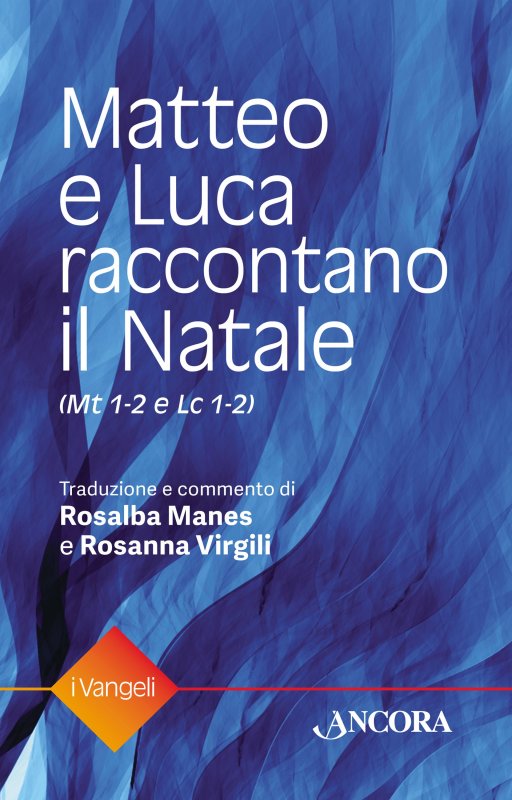 Matteo
e Luca
raccontano
il Natale
(Mt 1-2 e Lc 1-2)
Traduzione e commento di
Rosalba Manes
e Rosanna Virgili
i Vangeli
ANCORA